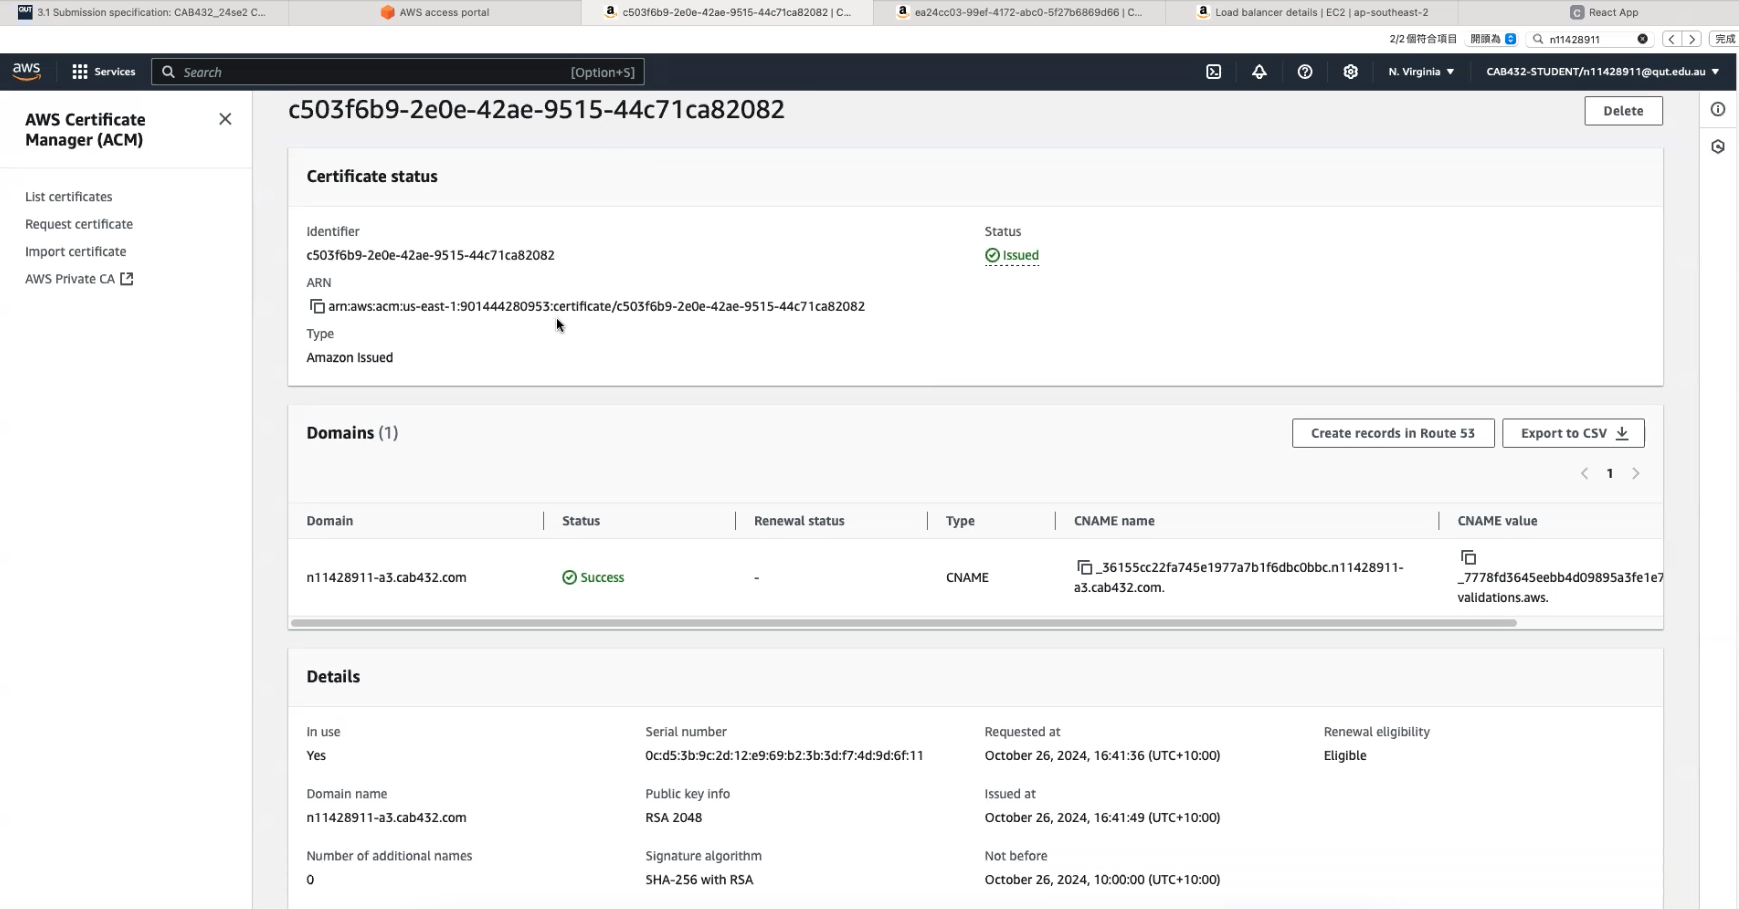 QUT 3.1 Submission specification: CAB432_24se2 C...
AWS access portal
a c503f6b9-2e0e-42ae-9515-44c71ca82082 | C...
a ea24cc03-99ef-4172-abc0-5f27b6869d66 | C...
a Load balancer details | EC2 | ap-southeast-2
C React App
2/2 個符合項目 開頭為 n11428911 完成
aws Services Search [Option+S] N. Virginia CAB432-STUDENT/n11428911@qut.edu.au
AWS Certificate
Manager (ACM)
List certificates
Request certificate
Import certificate
AWS Private CA
c503f6b9-2e0e-42ae-9515-44c71ca82082
Delete
Certificate status
Identifier
c503f6b9-2e0e-42ae-9515-44c71ca82082
Status
Issued
ARN
arn:aws:acm:us-east-1:901444280953:certificate/c503f6b9-2e0e-42ae-9515-44c71ca82082
Type
Amazon Issued
Domains (1)
Create records in Route 53
Export to CSV
1
Domain Status Renewal status Type CNAME name CNAME value
n11428911-a3.cab432.com Success - CNAME
_36155cc22fa745e1977a7b1f6dbc0bbc.n11428911-
a3.cab432.com.
_7778fd3645eebb4d09895a3fe1e7
validations.aws.
Details
In use
Yes
Serial number
0c:d5:3b:9c:2d:12:e9:69:b2:3b:3d:f7:4d:9d:6f:11
Requested at
October 26, 2024, 16:41:36 (UTC+10:00)
Renewal eligibility
Eligible
Domain name
n11428911-a3.cab432.com
Public key info
RSA 2048
Issued at
October 26, 2024, 16:41:49 (UTC+10:00)
Number of additional names
0
Signature algorithm
SHA-256 with RSA
Not before
October 26, 2024, 10:00:00 (UTC+10:00)